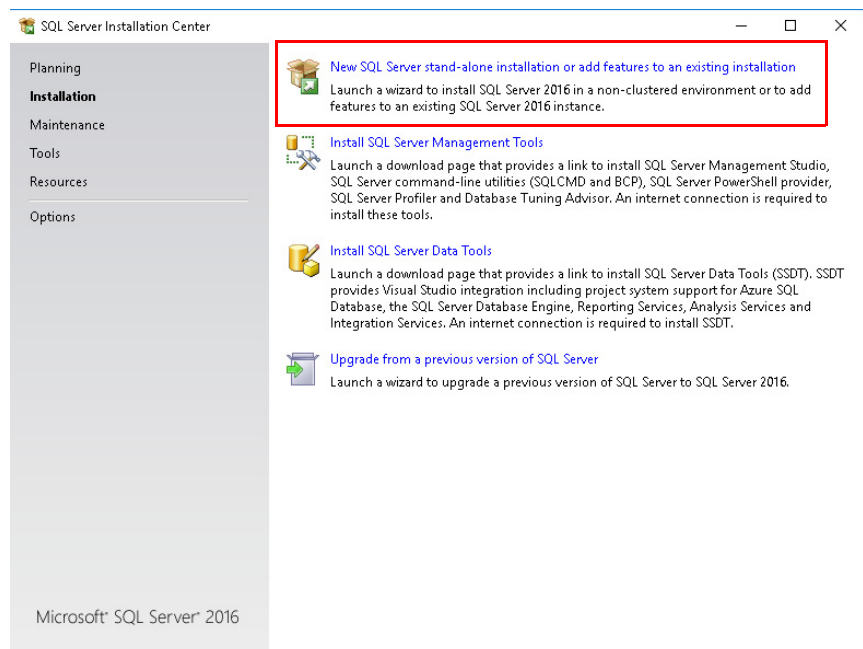 SQL Server Installation Center
Planning
Installation
Maintenance
Tools
Resources
Options
New SQL Server stand-alone installation or add features to an existing installation
Launch a wizard to install SQL Server 2016 in a non-clustered environment or to add
features to an existing SQL Server 2016 instance.
Install SQL Server Management Tools
Launch a download page that provides a link to install SQL Server Management Studio,
SQL Server command-line utilities (SQLCMD and BCP), SQL Server PowerShell provider,
SQL Server Profiler and Database Tuning Advisor. An internet connection is required to
install these tools.
Install SQL Server Data Tools
Launch a download page that provides a link to install SQL Server Data Tools (SSDT). SSDT
provides Visual Studio integration including project system support for Azure SQL
Database, the SQL Server Database Engine, Reporting Services, Analysis Services and
Integration Services. An internet connection is required to install SSDT.
Upgrade from a previous version of SQL Server
Launch a wizard to upgrade a previous version of SQL Server to SQL Server 2016.
Microsoft® SQL Server® 2016